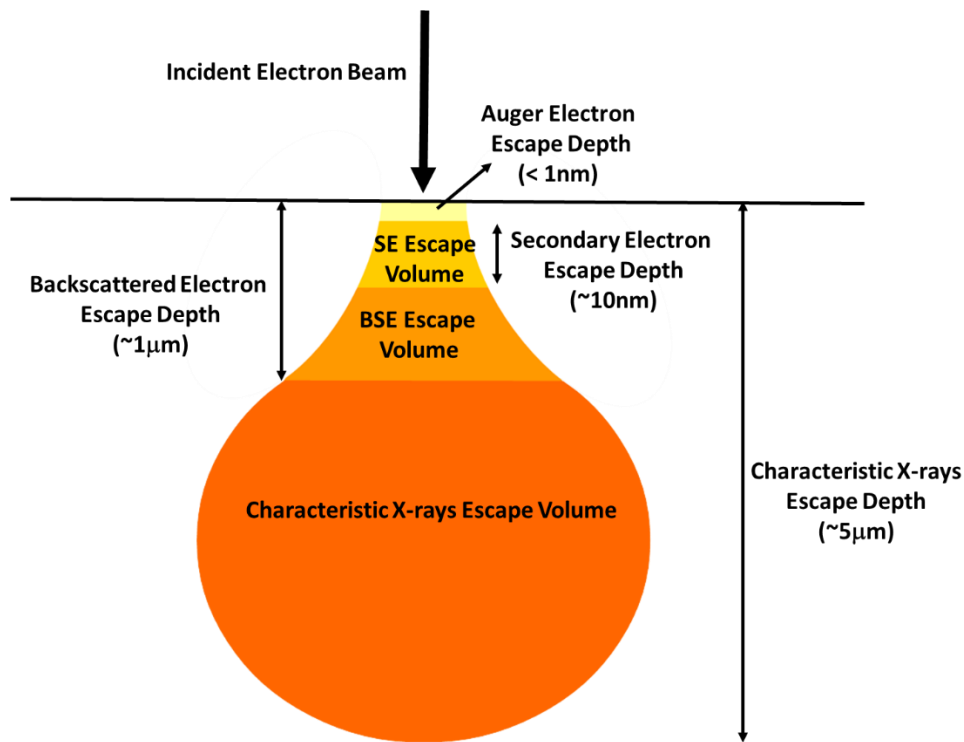 Incident Electron Beam
Auger Electron
Escape Depth
(< 1nm)
SE Escape
Volume
Secondary Electron
Escape Depth
(~10nm)
Backscattered Electron
Escape Depth
(~1μm)
BSE Escape
Volume
Characteristic X-rays Escape Volume
Characteristic X-rays
Escape Depth
(~5μm)